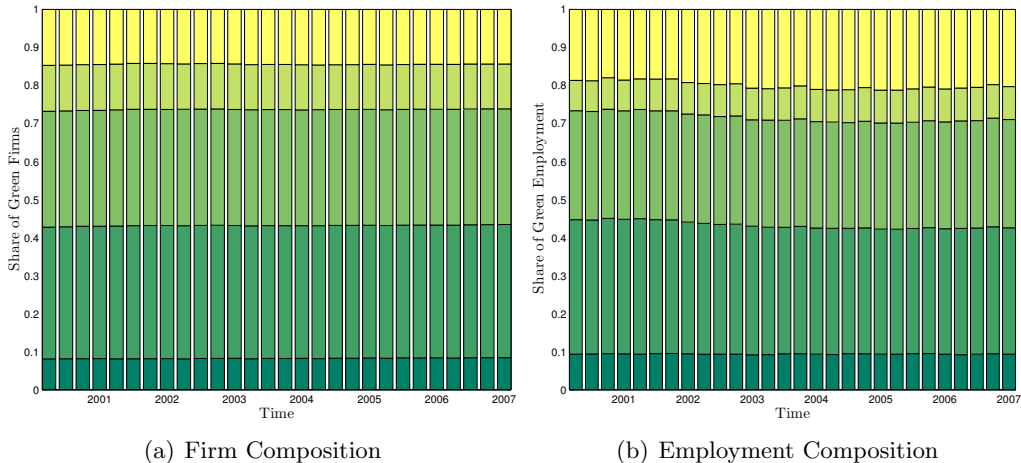 1
0.9
0.8
0.7
0.6
0.5
0.4
0.3
0.2
0.1
0
Share of Green Firms
2001 2002 2003 2004 2005 2006 2007
Time
(a) Firm Composition
1
0.9
0.8
0.7
0.6
0.5
0.4
0.3
0.2
0.1
0
Share of Green Employment
2001 2002 2003 2004 2005 2006 2007
Time
(b) Employment Composition